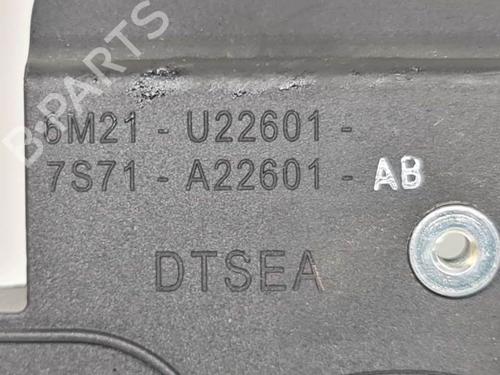 B-PARTS
6M21 - U22601 -
7S71 - A22601 - AB
DTSEA